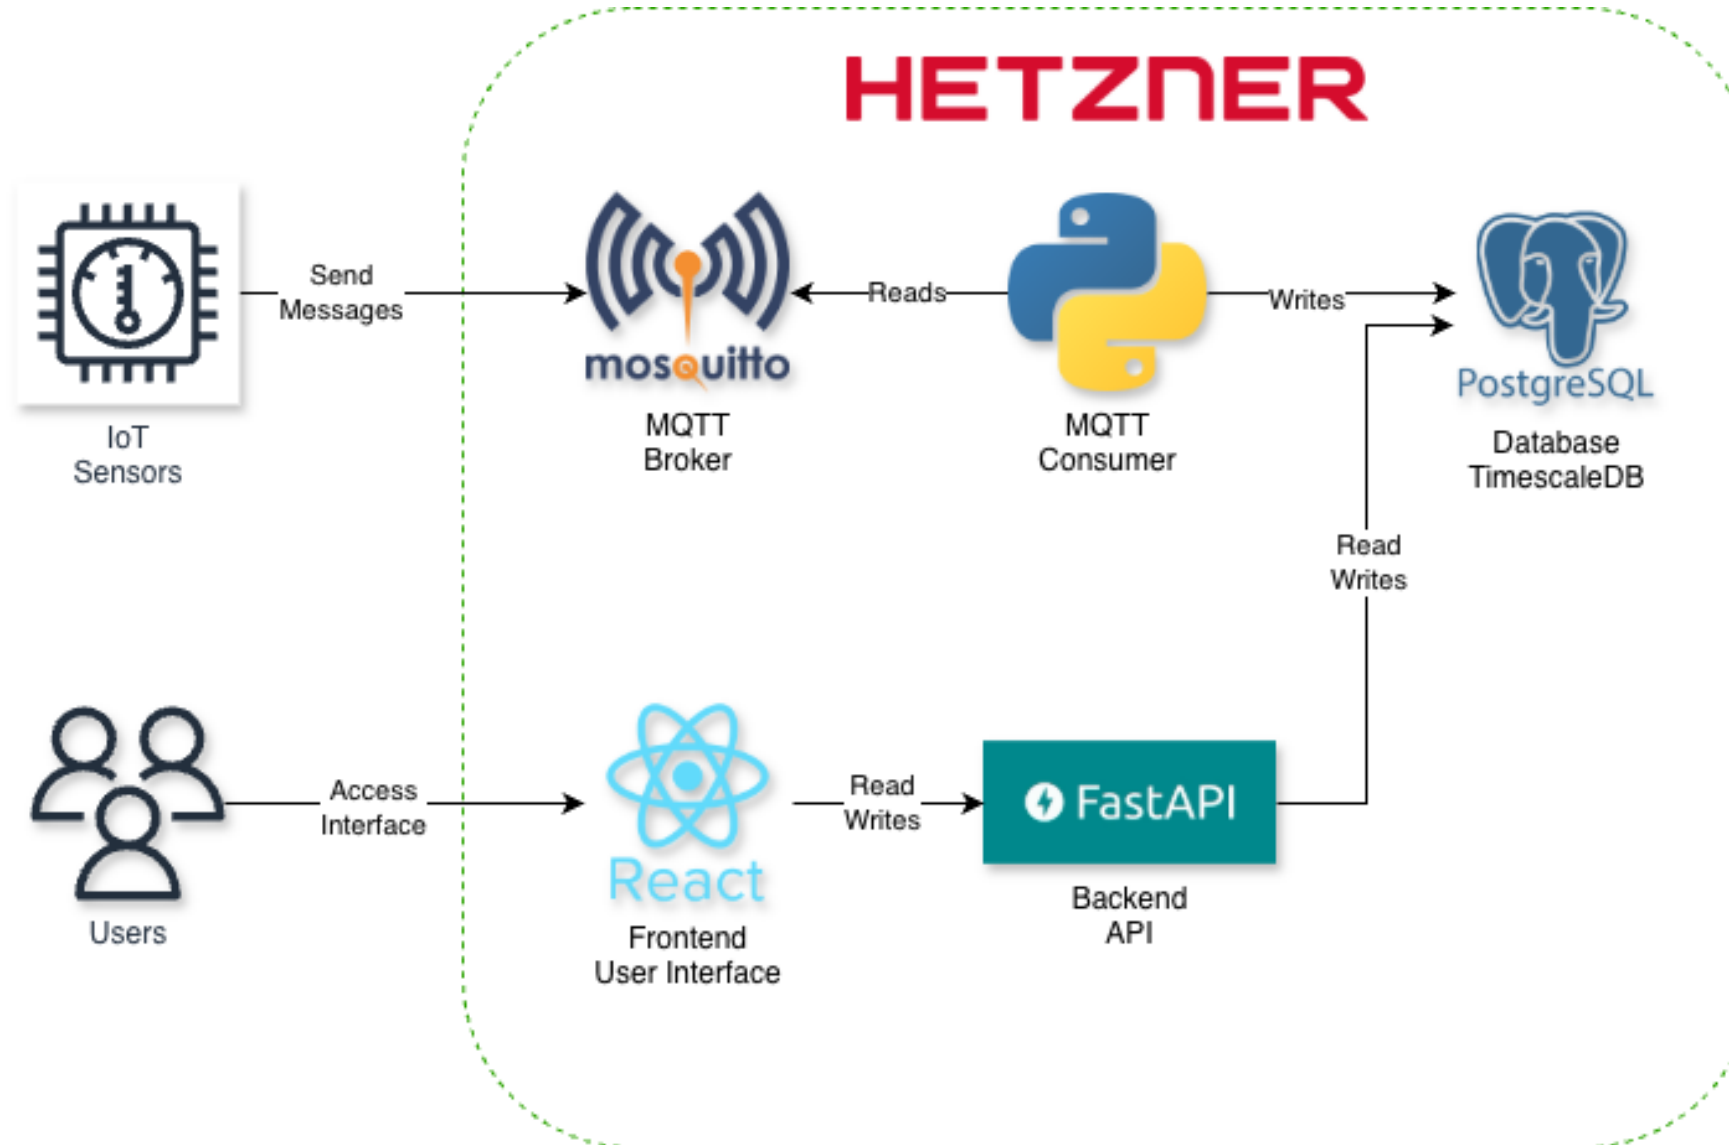 HETZNER
Send
Messages
mosquitto
Reads
Writes
PostgreSQL
IoT
Sensors
MQTT
Broker
MQTT
Consumer
Database
TimescaleDB
Read
Writes
Access
Interface
React
Read
Writes
FastAPI
Users
Frontend
User Interface
Backend
API